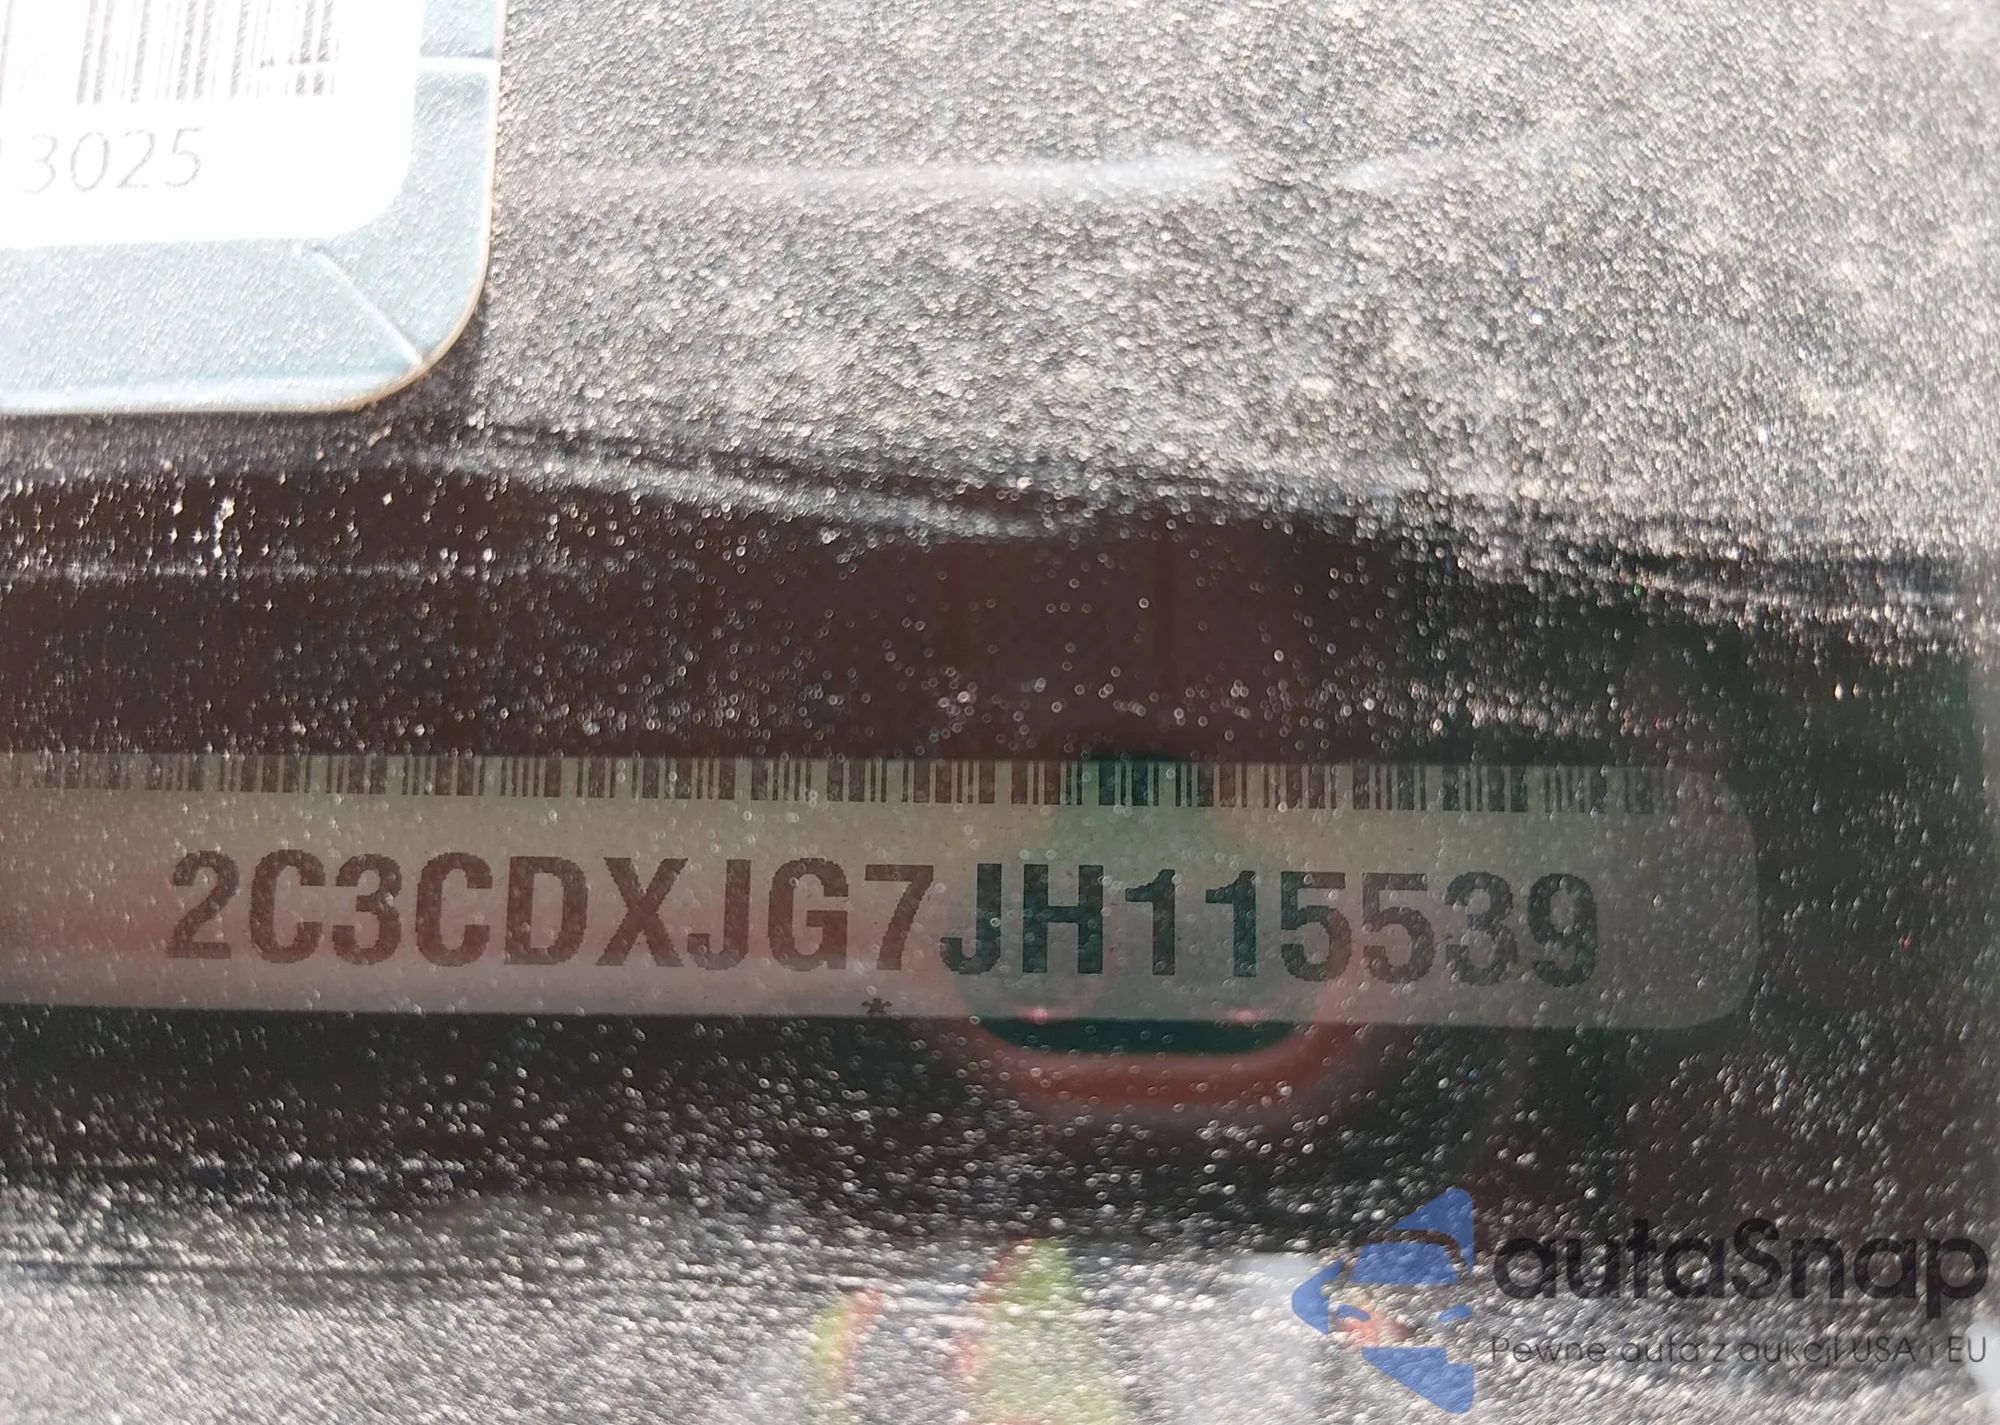 3025
2C3CDXJG7JH115539
*
autaSnap
Pewne auta z aukcji USA i EU